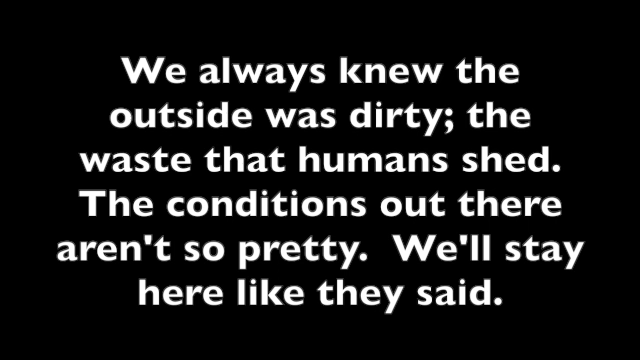 We always knew the
outside was dirty; the
waste that humans shed.
The conditions out there
aren't so pretty.  We'll stay
here like they said.